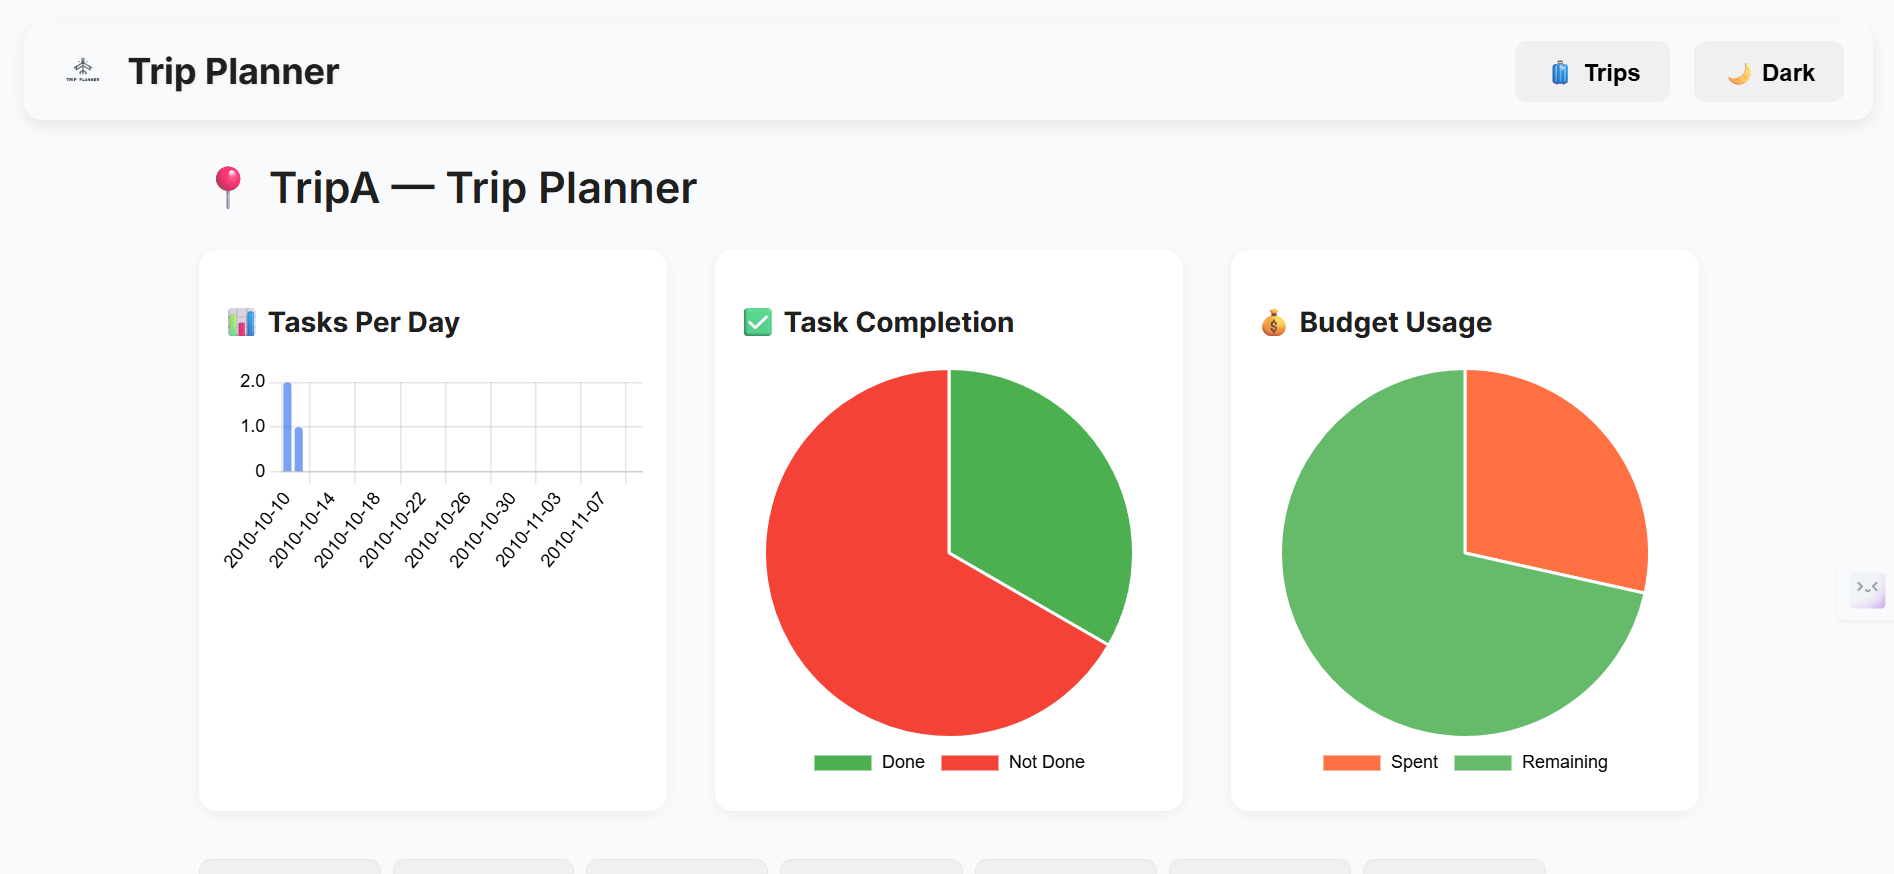 TRIP PLANNER
Trip Planner
Trips
Dark
TripA — Trip Planner
Tasks Per Day
2.0
1.0
0
2010-10-10
2010-10-14
2010-10-18
2010-10-22
2010-10-26
2010-10-30
2010-11-03
2010-11-07
Task Completion
Done
Not Done
Budget Usage
Spent
Remaining